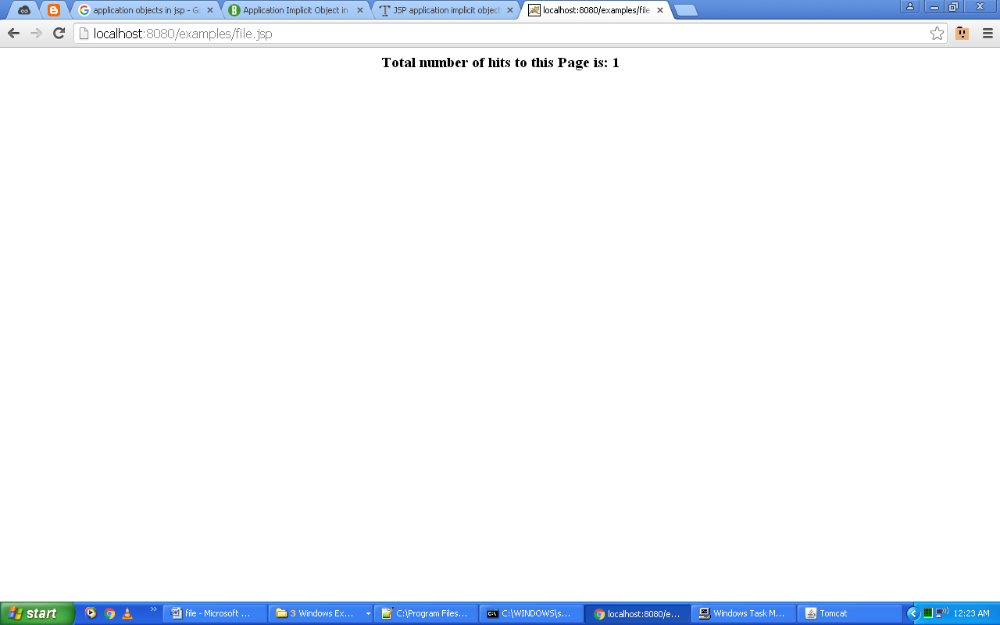 application objects in jsp - Go
Application Implicit Object in
JSP application implicit object
localhost:8080/examples/file
localhost:8080/examples/file.jsp
Total number of hits to this Page is: 1
start
file - Microsoft ...
3 Windows Ex...
C:\Program Files...
C:\WINDOWS\s...
localhost:8080/e...
Windows Task M...
Tomcat
12:23 AM